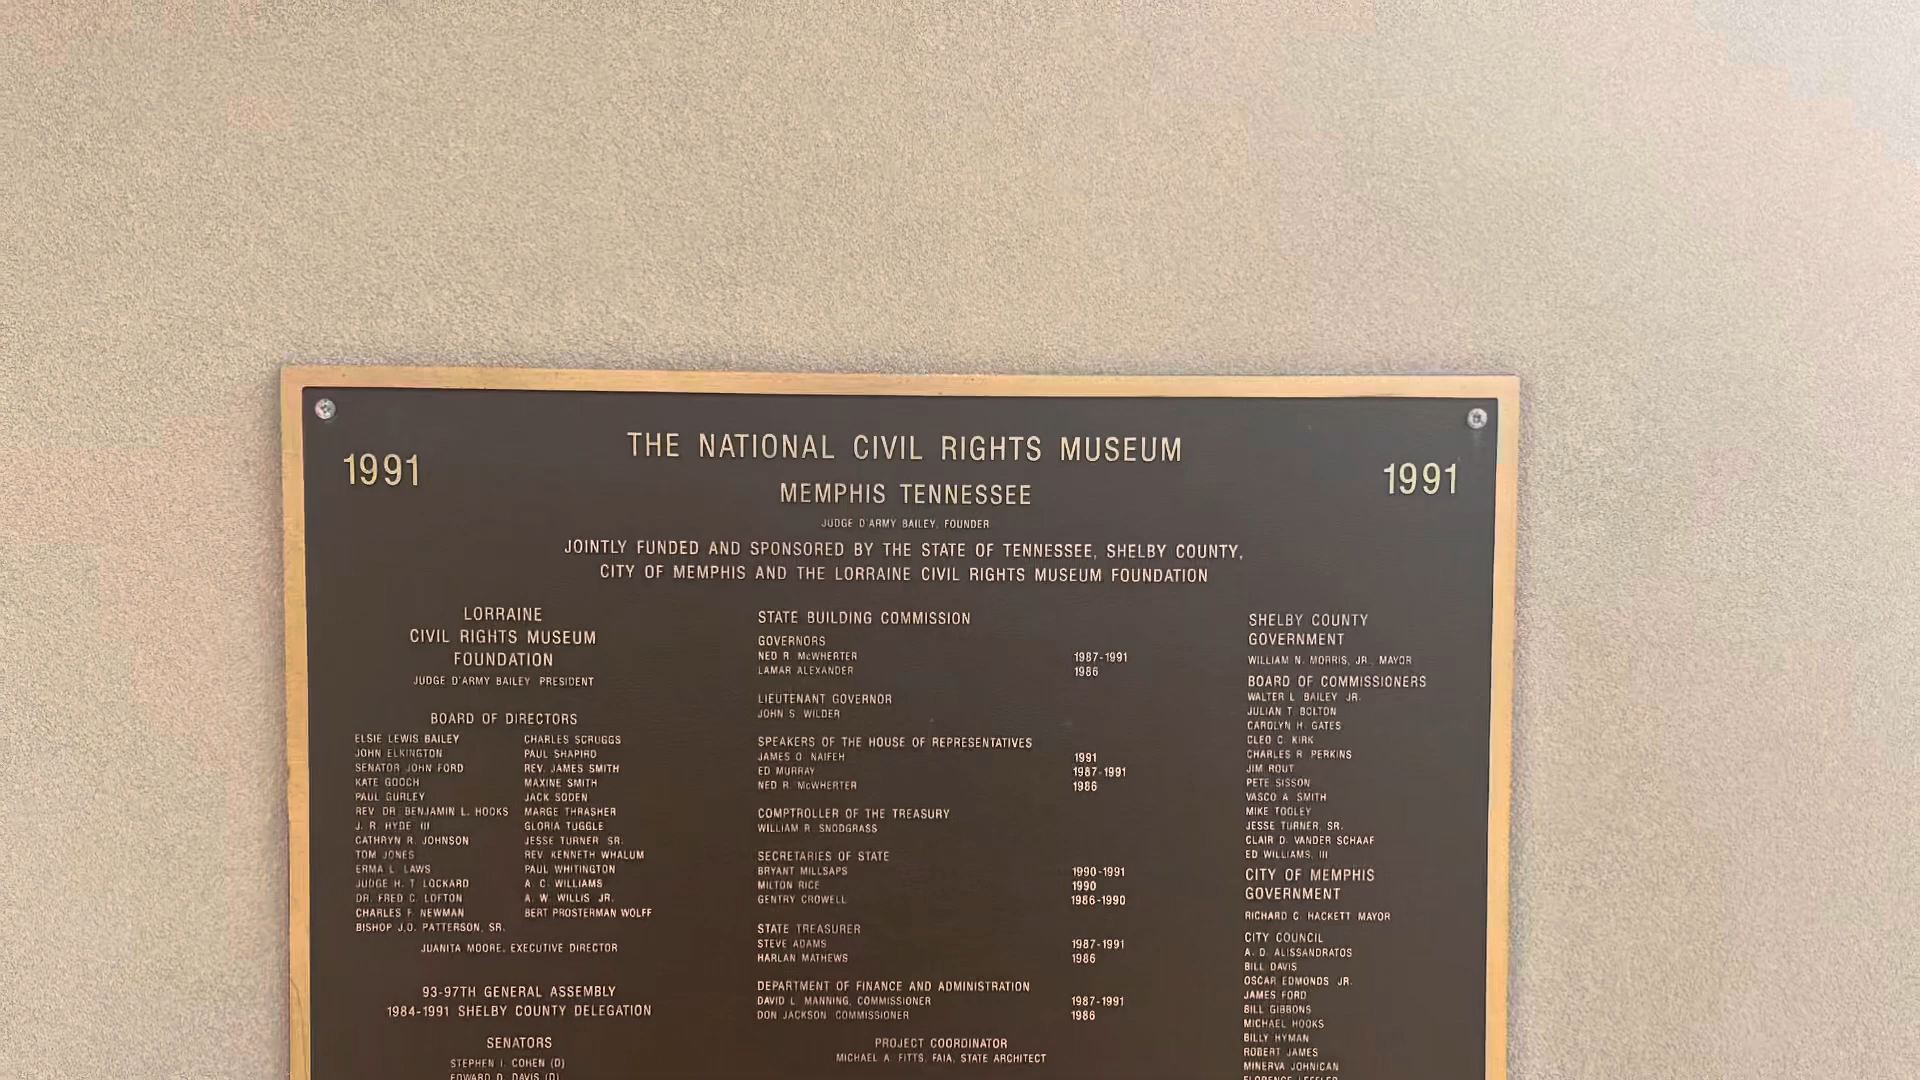 THE NATIONAL CIVIL RIGHTS MUSEUM
1991
1991
MEMPHIS TENNESSEE
JUDGE D'ARMY BAILEY, FOUNDER
JOINTLY FUNDED AND SPONSORED BY THE STATE OF TENNESSEE, SHELBY COUNTY,
CITY OF MEMPHIS AND THE LORRAINE CIVIL RIGHTS MUSEUM FOUNDATION
LORRAINE
CIVIL RIGHTS MUSEUM
FOUNDATION
JUDGE D'ARMY BAILEY PRESIDENT
BOARD OF DIRECTORS
ELSIE LEWIS BAILEY
JOHN ELKINGTON
SENATOR JOHN FORD
KATE GOOCH
PAUL GURLEY
REV. DR. BENJAMIN L. HOOKS
J. R. HYDE III
CATHRYN R. JOHNSON
TOM JONES
ERMA L. LAWS
JUDGE H. T. LOCKARD
DR. FRED C. LOFTON
CHARLES F. NEWMAN
BISHOP J.O. PATTERSON, SR.
CHARLES SCRUGGS
PAUL SHAPIRO
REV. JAMES SMITH
MAXINE SMITH
JACK SODEN
MARGE THRASHER
GLORIA TUGGLE
JESSE TURNER SR.
REV. KENNETH WHALUM
PAUL WHITINGTON
A. C. WILLIAMS
A. W. WILLIS JR.
BERT PROSTERMAN WOLFF
JUANITA MOORE, EXECUTIVE DIRECTOR
93-97TH GENERAL ASSEMBLY
1984-1991 SHELBY COUNTY DELEGATION
SENATORS
STEPHEN I. COHEN (D)
EDWARD D. DAVIS (D)
STATE BUILDING COMMISSION
GOVERNORS
NED R. McWHERTER 1987-1991
LAMAR ALEXANDER 1986
LIEUTENANT GOVERNOR
JOHN S. WILDER
SPEAKERS OF THE HOUSE OF REPRESENTATIVES
JAMES O. NAIFEH 1991
ED MURRAY 1987-1991
NED R. McWHERTER 1986
COMPTROLLER OF THE TREASURY
WILLIAM R. SNODGRASS
SECRETARIES OF STATE
BRYANT MILLSAPS 1990-1991
MILTON RICE 1990
GENTRY CROWELL 1986-1990
STATE TREASURER
STEVE ADAMS 1987-1991
HARLAN MATHEWS 1986
DEPARTMENT OF FINANCE AND ADMINISTRATION
DAVID L. MANNING, COMMISSIONER 1987-1991
DON JACKSON COMMISSIONER 1986
PROJECT COORDINATOR
MICHAEL A. FITTS, FAIA, STATE ARCHITECT
SHELBY COUNTY
GOVERNMENT
WILLIAM N. MORRIS, JR. MAYOR
BOARD OF COMMISSIONERS
WALTER L. BAILEY JR.
JULIAN T. BOLTON
CAROLYN H. GATES
CLEO C. KIRK
CHARLES R. PERKINS
JIM ROUT
PETE SISSON
VASCO A. SMITH
MIKE TOOLEY
JESSE TURNER, SR.
CLAIR D. VANDER SCHAAF
ED WILLIAMS, III
CITY OF MEMPHIS
GOVERNMENT
RICHARD C. HACKETT MAYOR
CITY COUNCIL
A. D. ALISSANDRATOS
BILL DAVIS
OSCAR EDMONDS JR.
JAMES FORD
BILL GIBBONS
MICHAEL HOOKS
BILLY HYMAN
ROBERT JAMES
MINERVA JOHNICAN